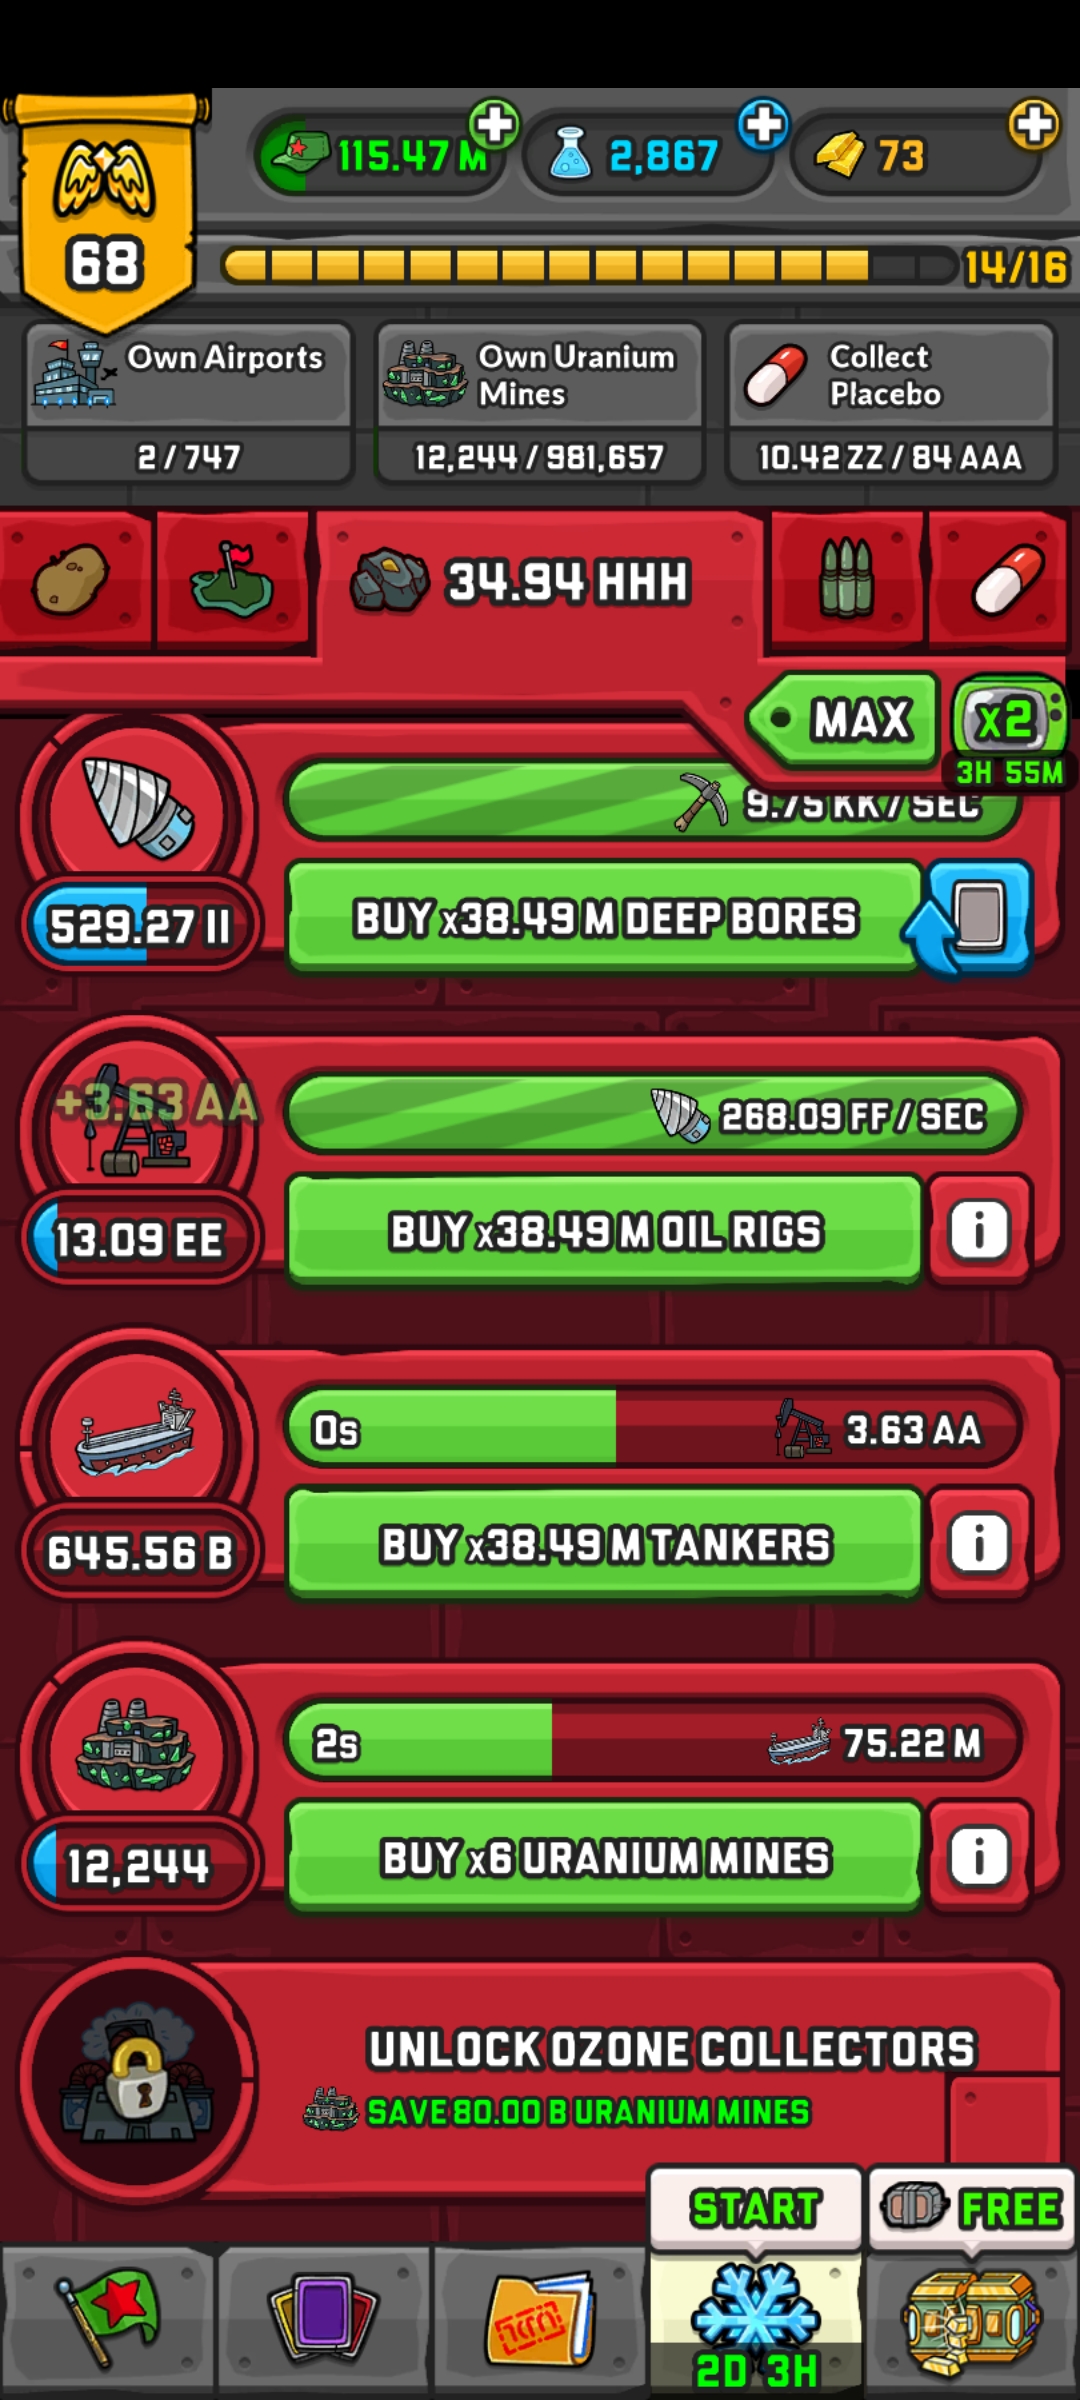 115.47 M
2,867
73
68
14/16
Own Airports
2 / 747
Own Uranium
Mines
12,244 / 981,657
Collect
Placebo
10.42 ZZ / 84 AAA
34.94 HHH
MAX
x2
3H 55M
9.75 KK / SEC
529.27 II
BUY x38.49 M DEEP BORES
+3.63 AA
268.09 FF / SEC
13.09 EE
BUY x38.49 M OIL RIGS
i
0s
3.63 AA
645.56 B
BUY x38.49 M TANKERS
i
2s
75.22 M
12,244
BUY x6 URANIUM MINES
i
UNLOCK OZONE COLLECTORS
SAVE 80.00 B URANIUM MINES
START
FREE
2D 3H